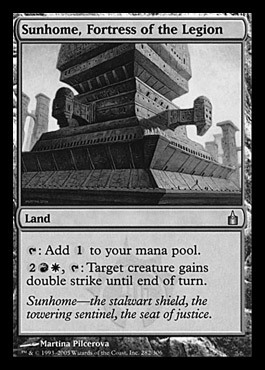 Sunhome, Fortress of the Legion
Land
: Add 1 to your mana pool.
2RW, : Target creature gains
double strike until end of turn.
Sunhome—the stalwart shield, the
towering sentinel, the seat of justice.
Martina Pilcerova
™ & © 1993–2005 Wizards of the Coast, Inc. 282/306